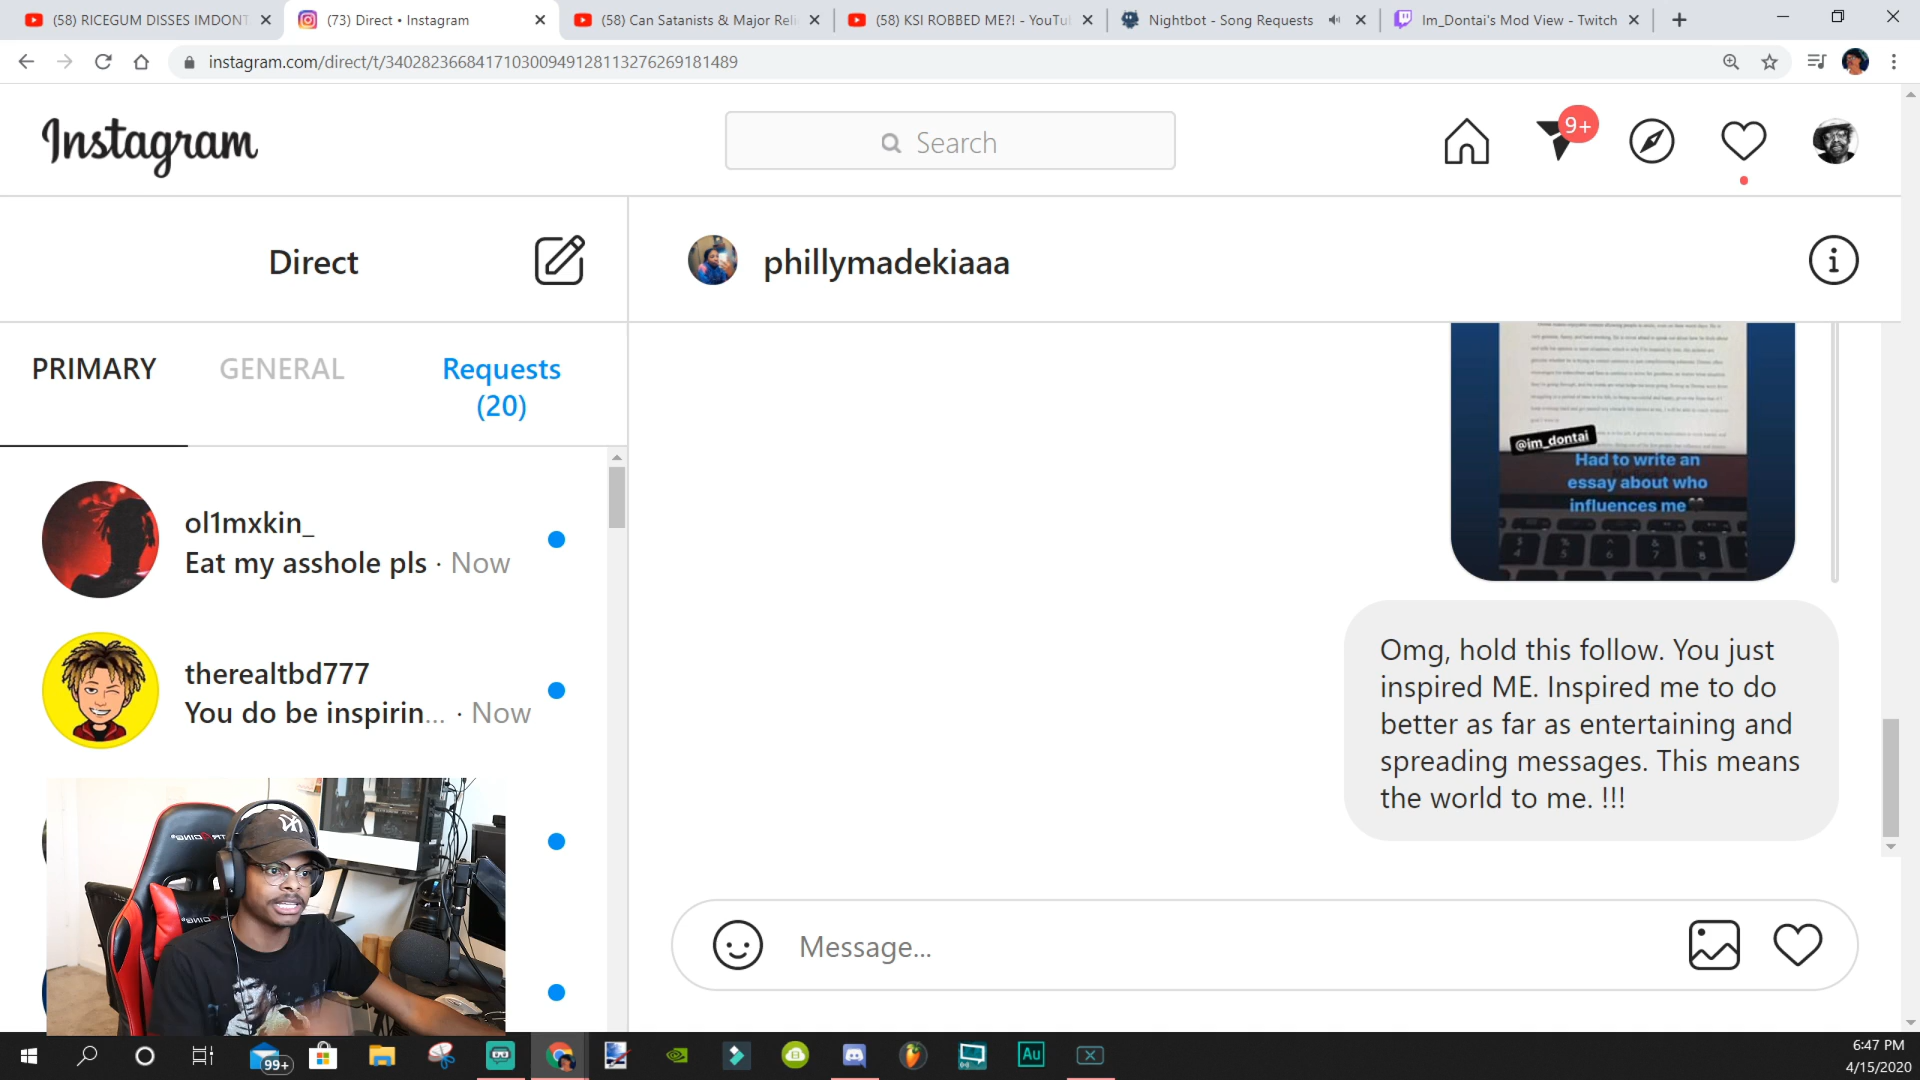 (58) RICEGUM DISSES IMDONT
(73) Direct • Instagram
(58) Can Satanists & Major Reli
(58) KSI ROBBED ME?! - YouTu
Nightbot - Song Requests
Im_Dontai's Mod View - Twitch
instagram.com/direct/t/340282366841710300949128113276269181489
Instagram
Search
9+
Direct
phillymadekiaaa
PRIMARY
GENERAL
Requests
(20)
@im_dontai
Had to write an
essay about who
influences me🖤
ol1mxkin_
Eat my asshole pls · Now
therealtbd777
You do be inspirin... · Now
Omg, hold this follow. You just
inspired ME. Inspired me to do
better as far as entertaining and
spreading messages. This means
the world to me. !!!
Message...
99+
Au
6:47 PM
4/15/2020